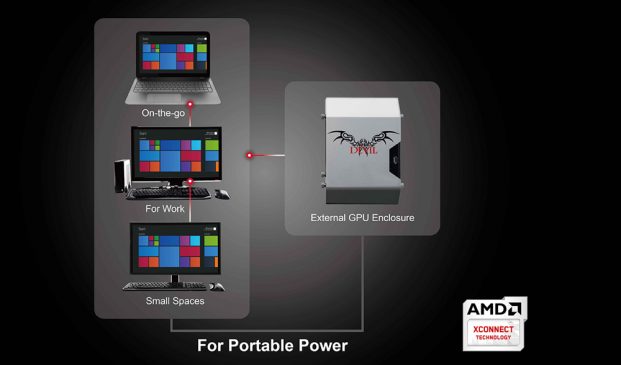 On-the-go
For Work
Small Spaces
DEVIL
External GPU Enclosure
For Portable Power
AMD
XCONNECT
TECHNOLOGY